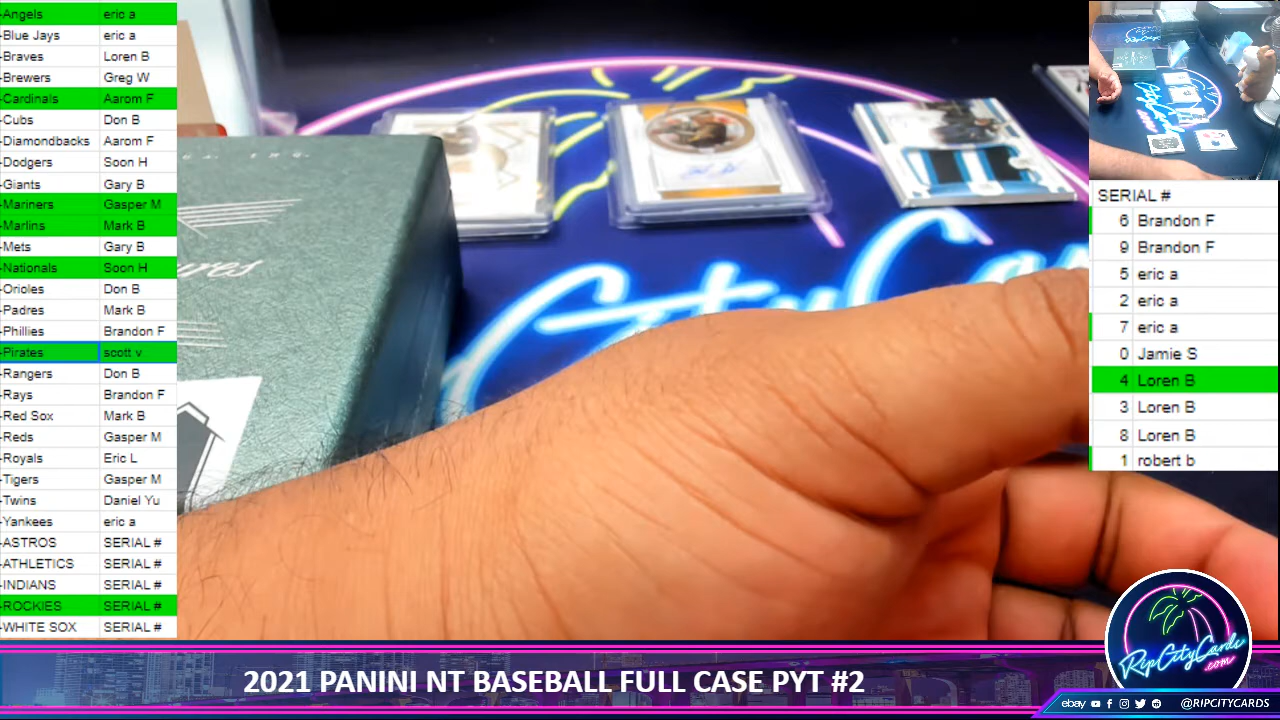 -Angels eric a
-Blue Jays eric a
-Braves Loren B
-Brewers Greg W
-Cardinals Aarom F
-Cubs Don B
-Diamondbacks Aarom F
-Dodgers Soon H
-Giants Gary B
-Mariners Gasper M
-Marlins Mark B
-Mets Gary B
-Nationals Soon H
-Orioles Don B
-Padres Mark B
-Phillies Brandon F
-Pirates scott v
-Rangers Don B
-Rays Brandon F
-Red Sox Mark B
-Reds Gasper M
-Royals Eric L
-Tigers Gasper M
-Twins Daniel Yu
-Yankees eric a
-ASTROS SERIAL #
-ATHLETICS SERIAL #
-INDIANS SERIAL #
-ROCKIES SERIAL #
-WHITE SOX SERIAL #
SERIAL #
6 Brandon F
9 Brandon F
5 eric a
2 eric a
7 eric a
0 Jamie S
4 Loren B
3 Loren B
8 Loren B
1 robert b
RipCityCards
.com
2021 PANINI NT BASEBALL FULL CASE PYT #2
ebay @RIPCITYCARDS